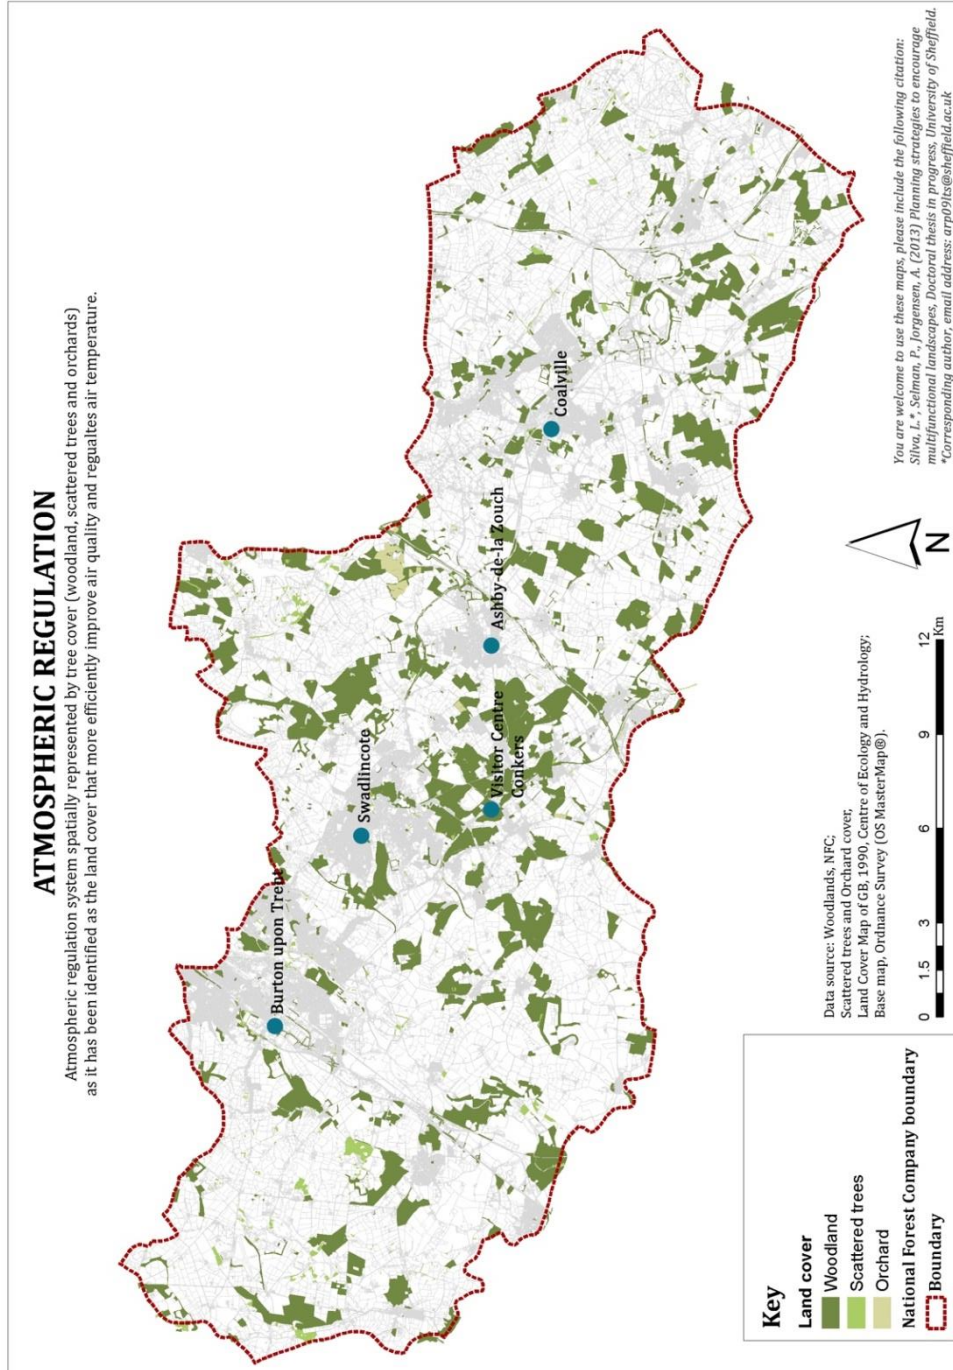 ATMOSPHERIC REGULATION
Atmospheric regulation system spatially represented by tree cover (woodland, scattered trees and orchards)
as it has been identified as the land cover that more efficiently improve air quality and regualtes air temperature.
Burton upon Trent
Swadlincote
Visitor Centre
Conkers
Ashby-de-la Zouch
Coalville
Key
Land cover
Woodland
Scattered trees
Orchard
National Forest Company boundary
Boundary
Data source: Woodlands, NFC;
Scattered trees and Orchard cover,
Land Cover Map of GB, 1990, Centre of Ecology and Hydrology;
Base map, Ordnance Survey (OS MasterMap®).
0 1.5 3 6 9 12
Km
N
You are welcome to use these maps, please include the following citation:
Silva, L.*, Selman, P., Jorgensen, A. (2013) Planning strategies to encourage
multifunctional landscapes, Doctoral thesis in progress, University of Sheffield.
*Corresponding author, email address: arp09lts@sheffield.ac.uk